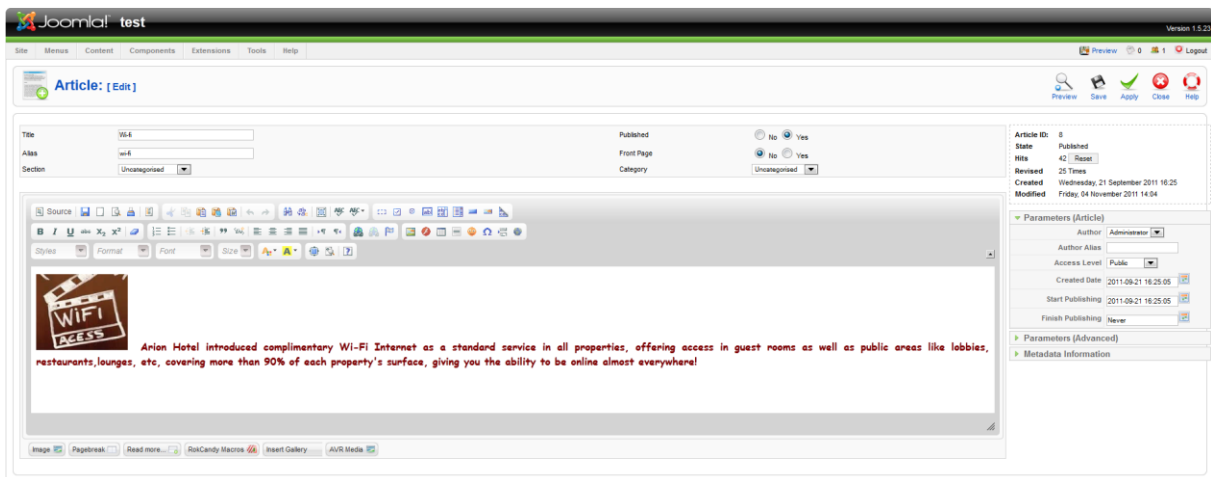 Joomla! test
Version 1.5.23
Site Menus Content Components Extensions Tools Help
Preview 0 1 Logout
Article: [ Edit ]
Preview Save Apply Close Help
Title Wi-fi
Published No Yes
Alias wi-fi
Front Page No Yes
Section Uncategorised
Category Uncategorised
Article ID: 8
State Published
Hits 42 Reset
Revised 25 Times
Created Wednesday, 21 September 2011 16:25
Modified Friday, 04 November 2011 14:04
Source
B I U abc X2 X2
Styles Format Font Size
WiFi
ACESS
Arion Hotel introduced complimentary Wi-Fi Internet as a standard service in all properties, offering access in guest rooms as well as public areas like lobbies,
restaurants,lounges, etc, covering more than 90% of each property's surface, giving you the ability to be online almost everywhere!
Image Pagebreak Read more... RokCandy Macros Insert Gallery AVR Media
Parameters (Article)
Author Administrator
Author Alias
Access Level Public
Created Date 2011-09-21 16:25:05
Start Publishing 2011-09-21 16:25:05
Finish Publishing Never
Parameters (Advanced)
Metadata Information